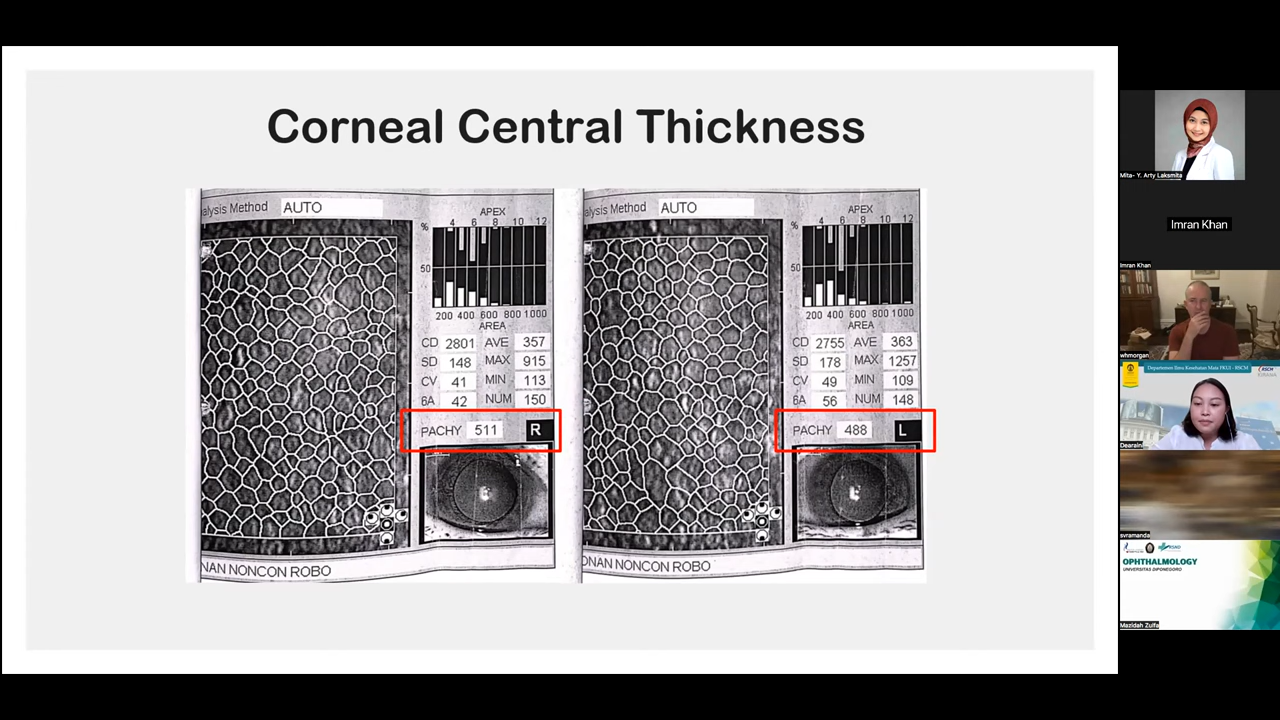 Corneal Central Thickness
alysis Method AUTO
APEX
4 6 8 10 12
%
50
200 400 600 800 1000
AREA
CD 2801 AVE 357
SD 148 MAX 915
CV 41 MIN 113
6A 42 NUM 150
PACHY 511 R
NAN NONCON ROBO
alysis Method AUTO
APEX
4 6 8 10 12
%
50
200 400 600 800 1000
AREA
CD 2755 AVE 363
SD 178 MAX 1257
CV 49 MIN 109
6A 56 NUM 148
PACHY 488 L
ONAN NONCON ROBO
Mita- Y. Arty Laksmita
Imran Khan
Imran Khan
whmorgan
Departemen Ilmu Kesehatan Mata FKUI - RSCM
RSCM
KIRANA
Dearaini
svramanda
RSND
OPHTHALMOLOGY
UNIVERSITAS DIPONEGORO
Mazidah Zulfa